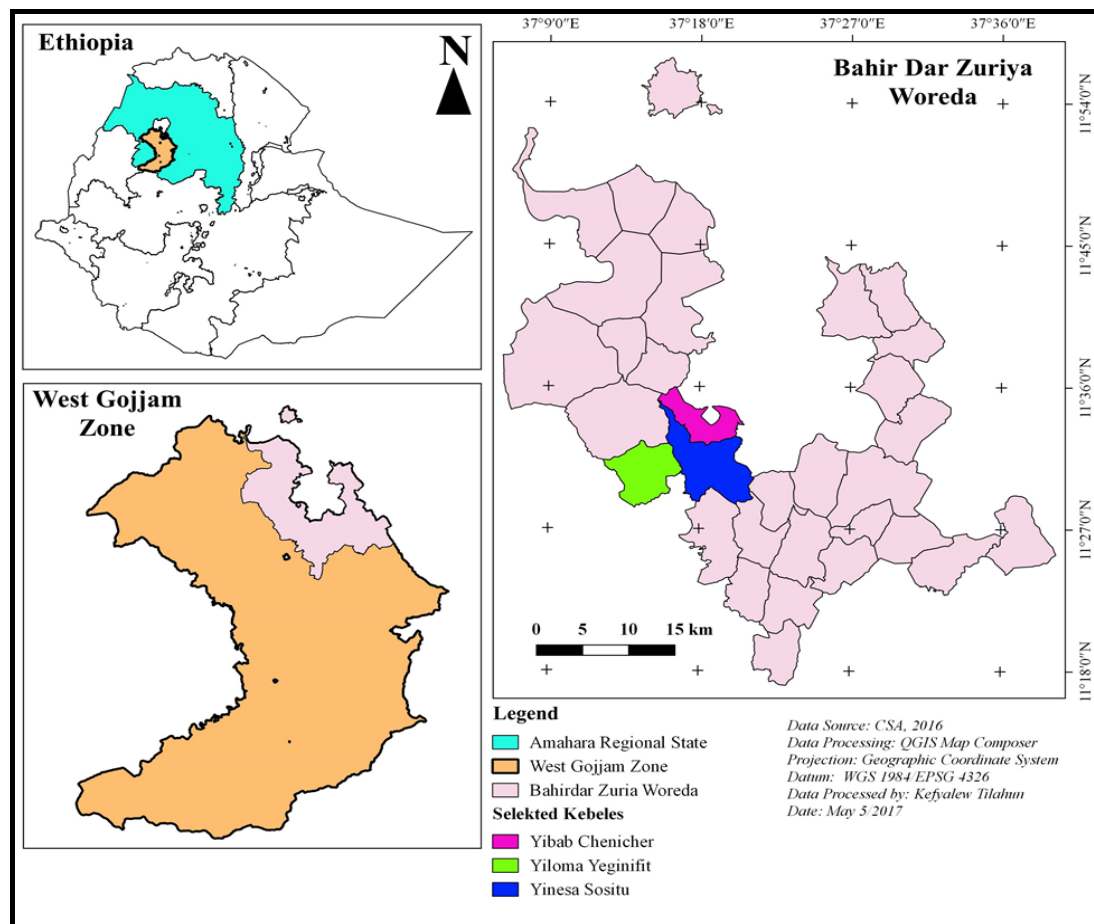 Ethiopia
N
West Gojjam
Zone
37°9'0"E
37°18'0"E
37°27'0"E
37°36'0"E
Bahir Dar Zuriya
Woreda
11°54'0"N
11°45'0"N
11°36'0"N
11°27'0"N
11°18'0"N
0 5 10 15 km
Legend
Amahara Regional State
West Gojjam Zone
Bahirdar Zuria Woreda
Selekted Kebeles
Yibab Chenicher
Yiloma Yeginifit
Yinesa Sositu
Data Source: CSA, 2016
Data Processing: QGIS Map Composer
Projection: Geographic Coordinate System
Datum: WGS 1984/EPSG 4326
Data Processed by: Kefyalew Tilahun
Date: May 5/2017